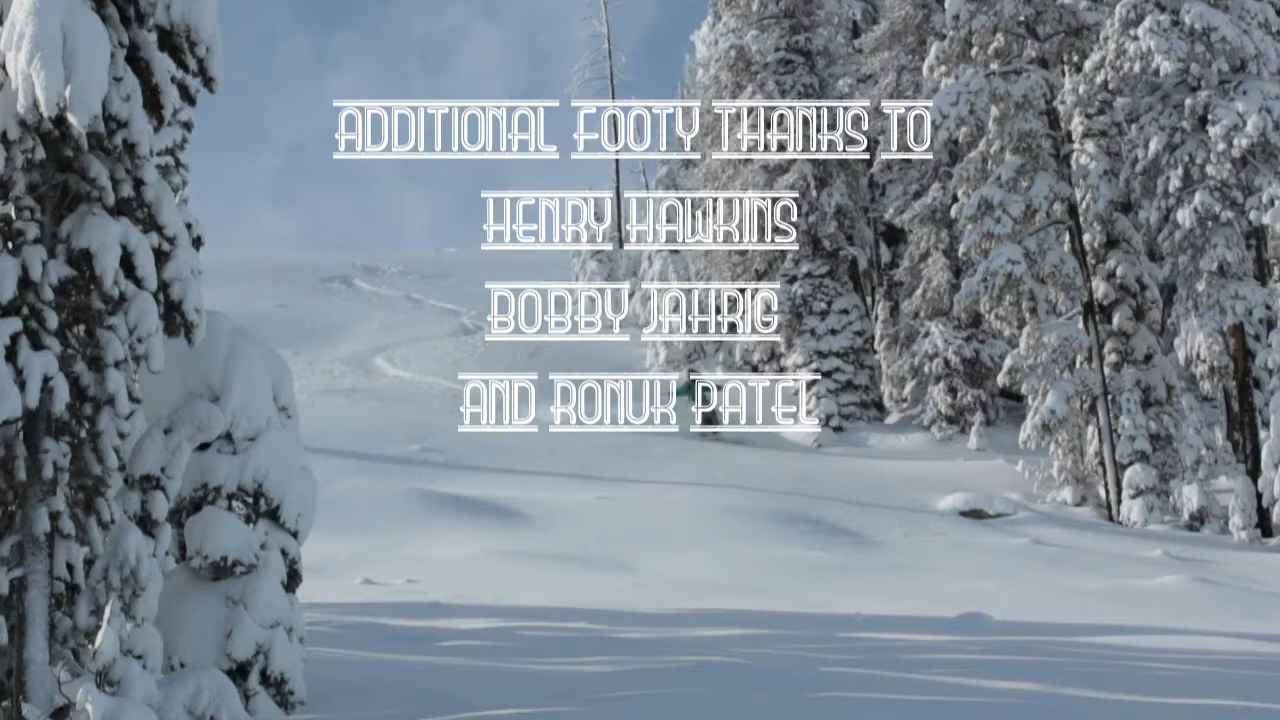 ADDITIONAL FOOTY THANKS TO
HENRY HAWKINS
BOBBY JAHRIG
AND RONUK PATEL